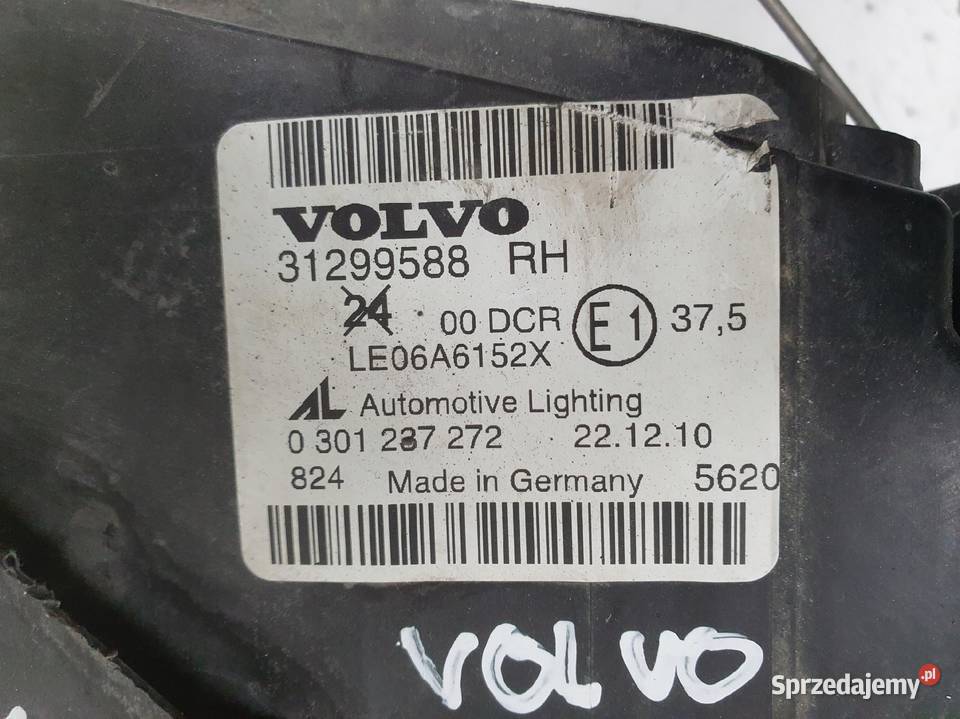 VOLVO
31299588 RH
24 00 DCR E1 37,5
LE06A6152X
AL Automotive Lighting
0 301 237 272 22.12.10
824 Made in Germany 5620
VOLVO
Sprzedajemy.pl